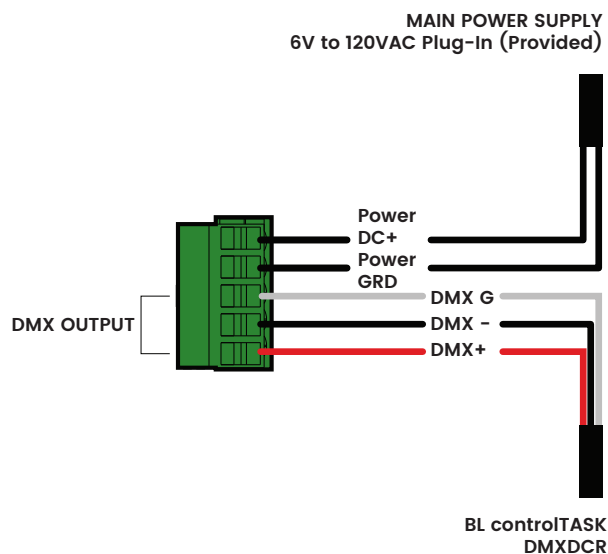 MAIN POWER SUPPLY
6V to 120VAC Plug-In (Provided)
Power
DC+
Power
GRD
DMX G
DMX OUTPUT
DMX -
DMX+
BL controlTASK
DMXDCR